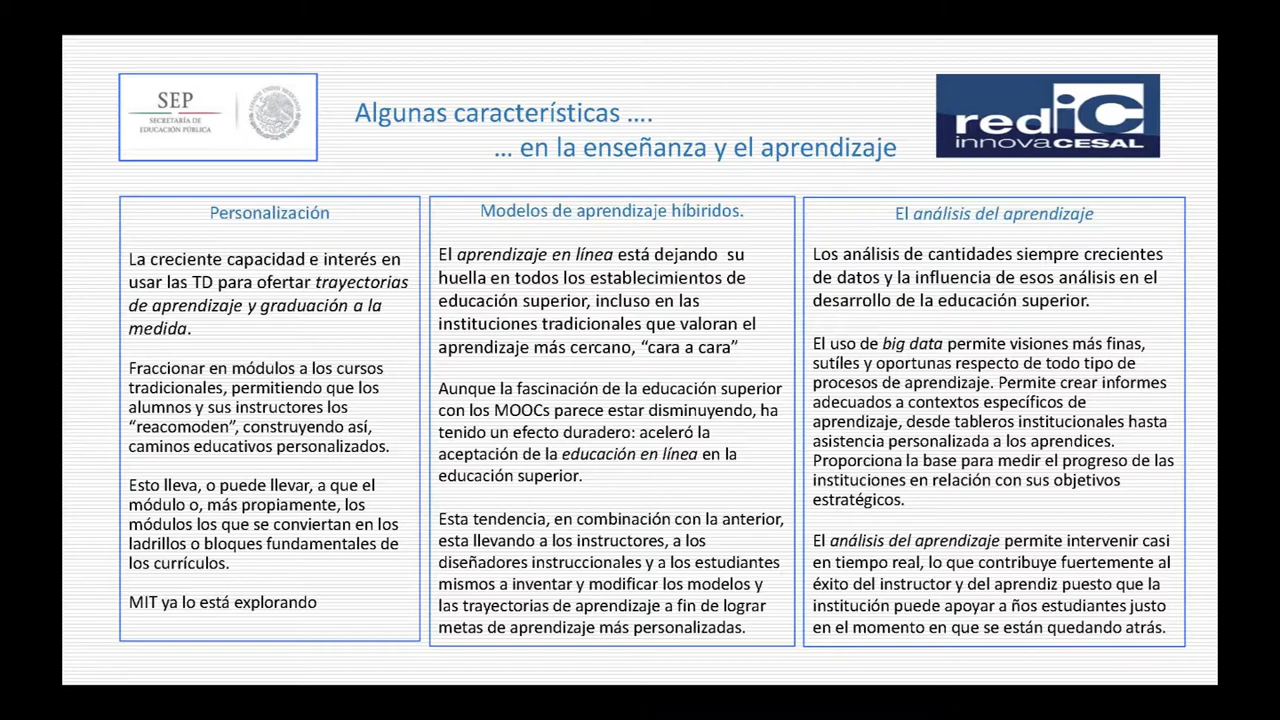 SEP
SECRETARÍA DE
EDUCACIÓN PÚBLICA
Algunas características ....
... en la enseñanza y el aprendizaje
redIC
innovaCESAL
Personalización
La creciente capacidad e interés en
usar las TD para ofertar trayectorias
de aprendizaje y graduación a la
medida.
Fraccionar en módulos a los cursos
tradicionales, permitiendo que los
alumnos y sus instructores los
“reacomoden”, construyendo así,
caminos educativos personalizados.
Esto lleva, o puede llevar, a que el
módulo o, más propiamente, los
módulos los que se conviertan en los
ladrillos o bloques fundamentales de
los currículos.
MIT ya lo está explorando
Modelos de aprendizaje híbiridos.
El aprendizaje en línea está dejando su
huella en todos los establecimientos de
educación superior, incluso en las
instituciones tradicionales que valoran el
aprendizaje más cercano, “cara a cara”
Aunque la fascinación de la educación superior
con los MOOCs parece estar disminuyendo, ha
tenido un efecto duradero: aceleró la
aceptación de la educación en línea en la
educación superior.
Esta tendencia, en combinación con la anterior,
esta llevando a los instructores, a los
diseñadores instruccionales y a los estudiantes
mismos a inventar y modificar los modelos y
las trayectorias de aprendizaje a fin de lograr
metas de aprendizaje más personalizadas.
El análisis del aprendizaje
Los análisis de cantidades siempre crecientes
de datos y la influencia de esos análisis en el
desarrollo de la educación superior.
El uso de big data permite visiones más finas,
sutíles y oportunas respecto de todo tipo de
procesos de aprendizaje. Permite crear informes
adecuados a contextos específicos de
aprendizaje, desde tableros institucionales hasta
asistencia personalizada a los aprendices.
Proporciona la base para medir el progreso de las
instituciones en relación con sus objetivos
estratégicos.
El análisis del aprendizaje permite intervenir casi
en tiempo real, lo que contribuye fuertemente al
éxito del instructor y del aprendiz puesto que la
institución puede apoyar a ños estudiantes justo
en el momento en que se están quedando atrás.